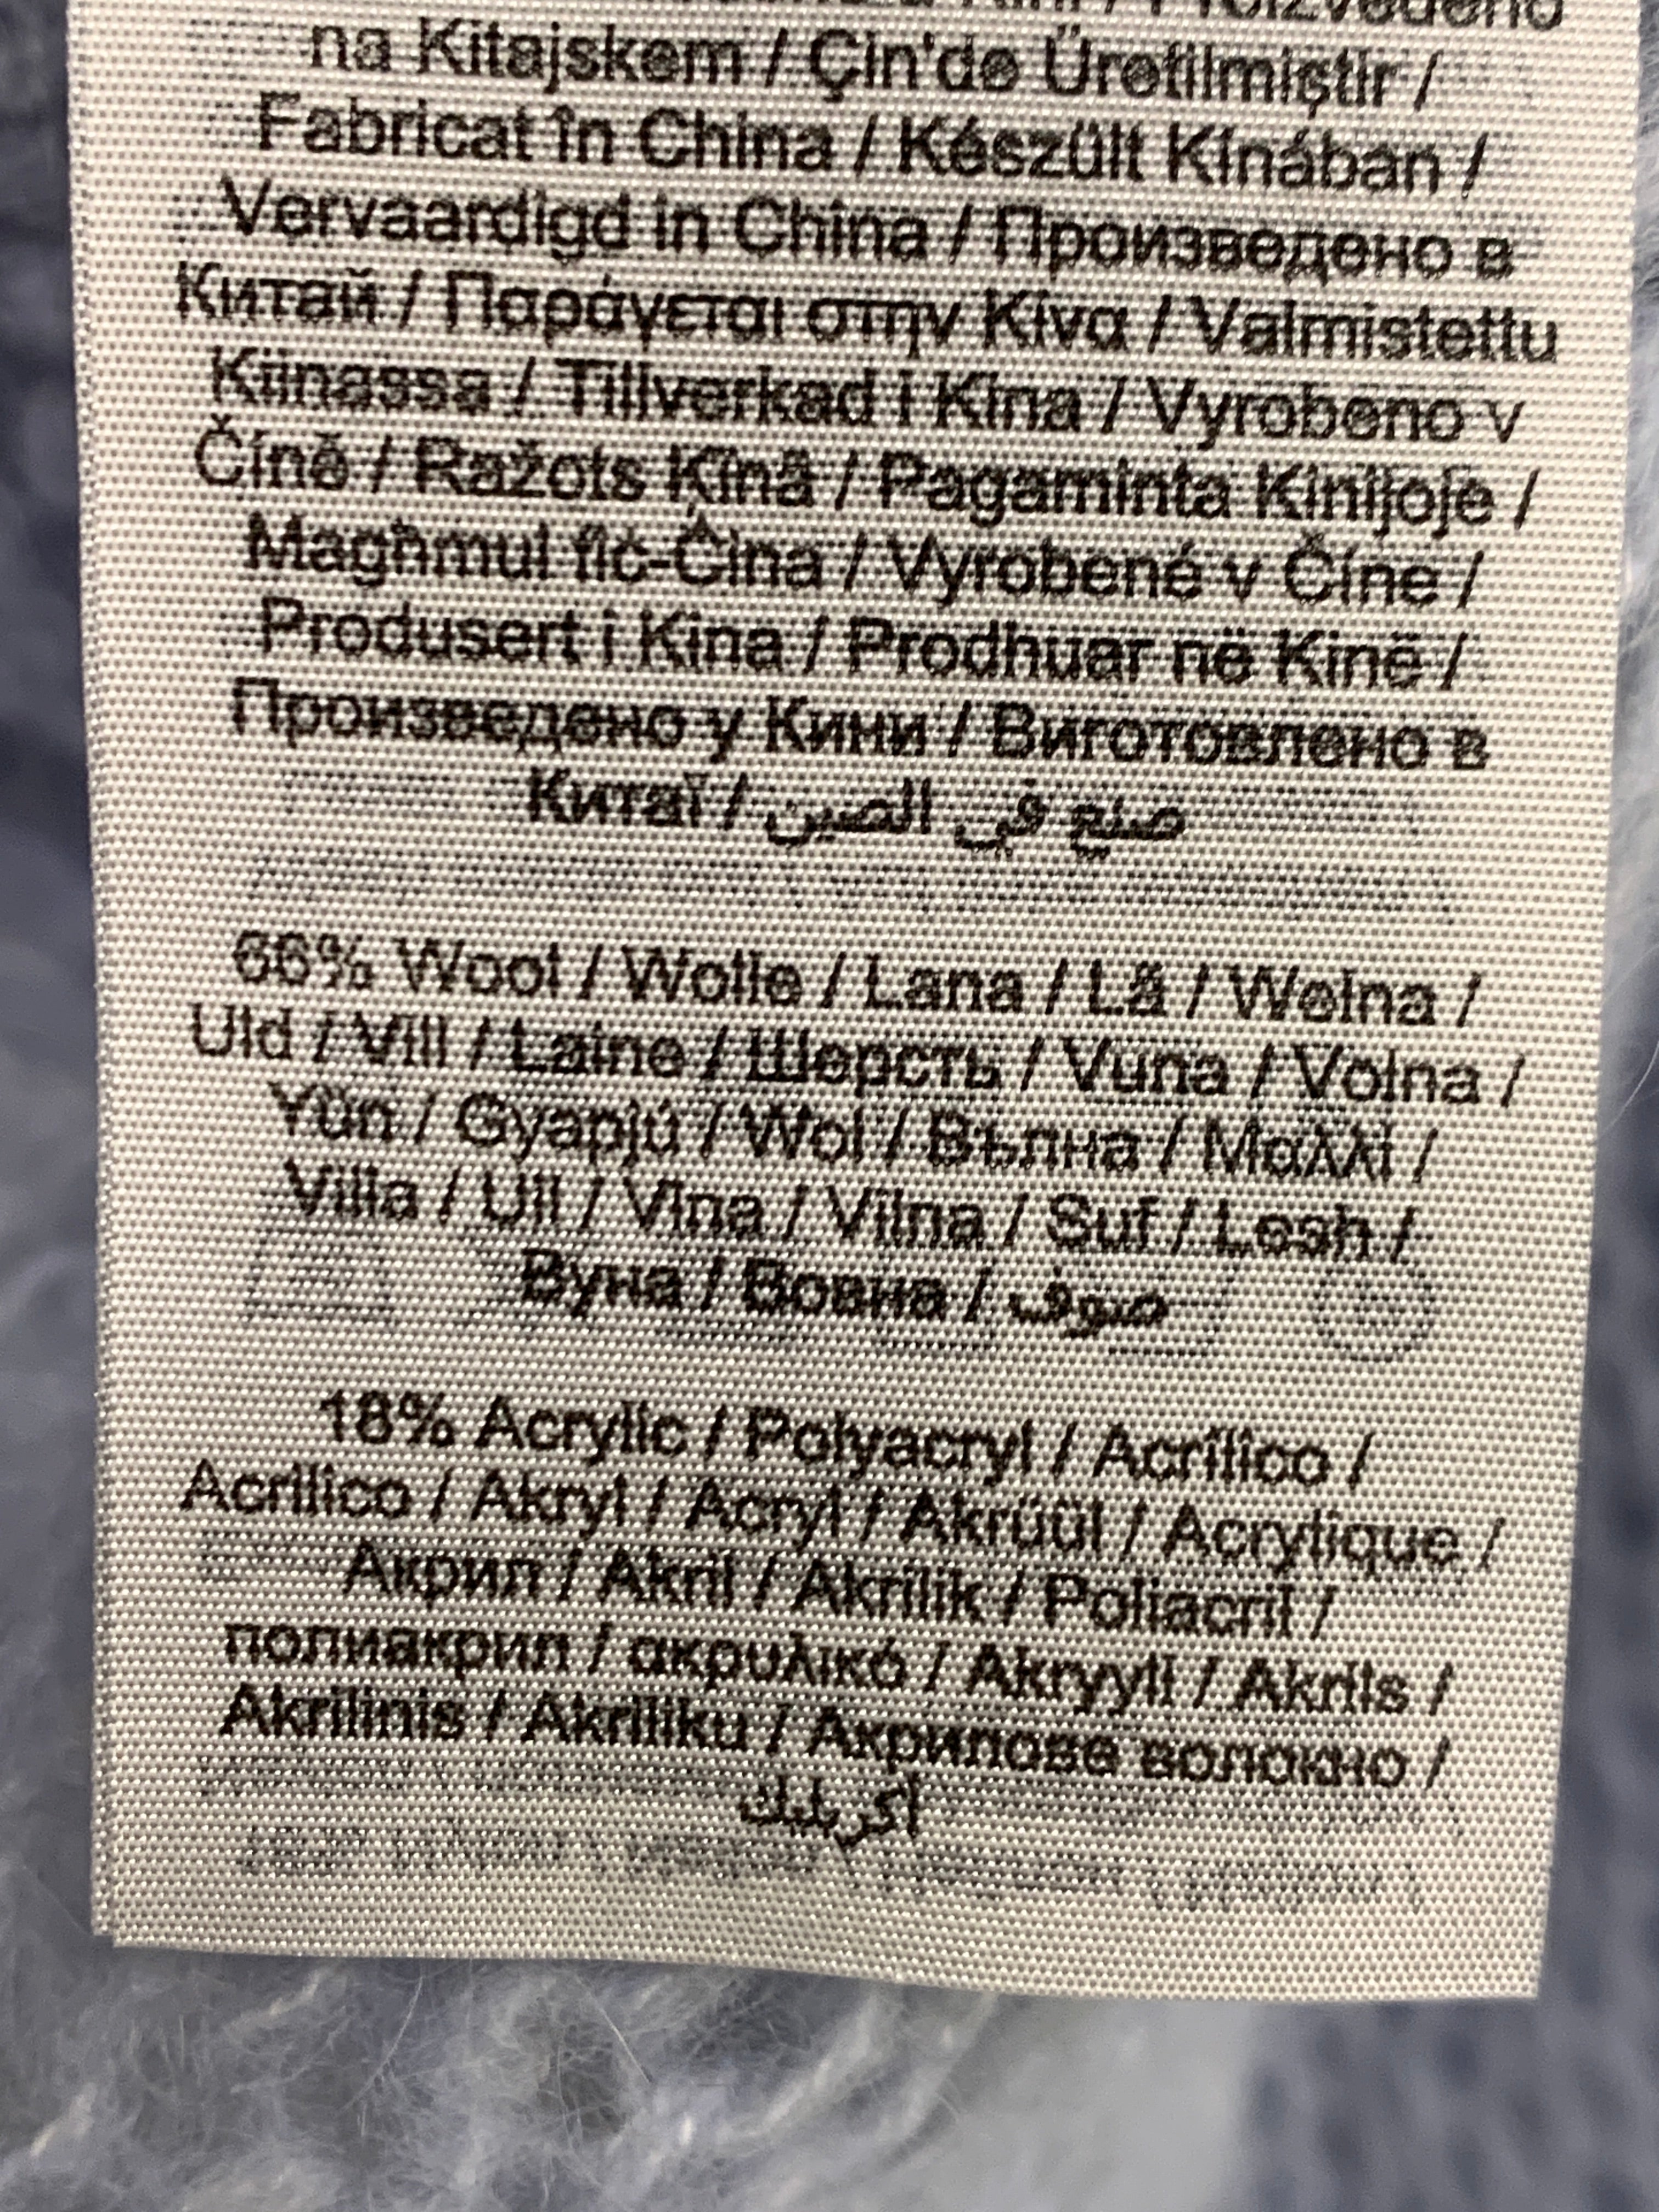 na Kitajskem / Çin'de Üretilmiştir /
Fabricat în China / Készült Kínában /
Vervaardigd in China / Произведено в
Китай / Παράγεται στην Κίνα / Valmistettu
Kiinassa / Tillverkad i Kina / Vyrobeno v
Číně / Ražots Ķīnā / Pagaminta Kinijoje /
Magħmul fiċ-Ċina / Vyrobené v Číne /
Produsert i Kina / Prodhuar në Kinë /
Произведено у Кини / Виготовлено в
Китаї / صنع في الصين
66% Wool / Wolle / Lana / Lã / Wełna /
Uld / Vill / Laine / Шерсть / Vuna / Volna /
Yün / Gyapjú / Wol / Вълна / Μαλλί /
Villa / Ull / Vlna / Vilna / Suf / Lesh /
Вуна / Вовна / صوف
18% Acrylic / Polyacryl / Acrílico /
Acrilico / Akryl / Acryl / Akrüül / Acrylique /
Акрил / Akril / Akrilik / Poliacril /
полиакрил / ακρυλικό / Akryyli / Akrils /
Akrilinis / Akriliku / Акрилове волокно /
أكريليك